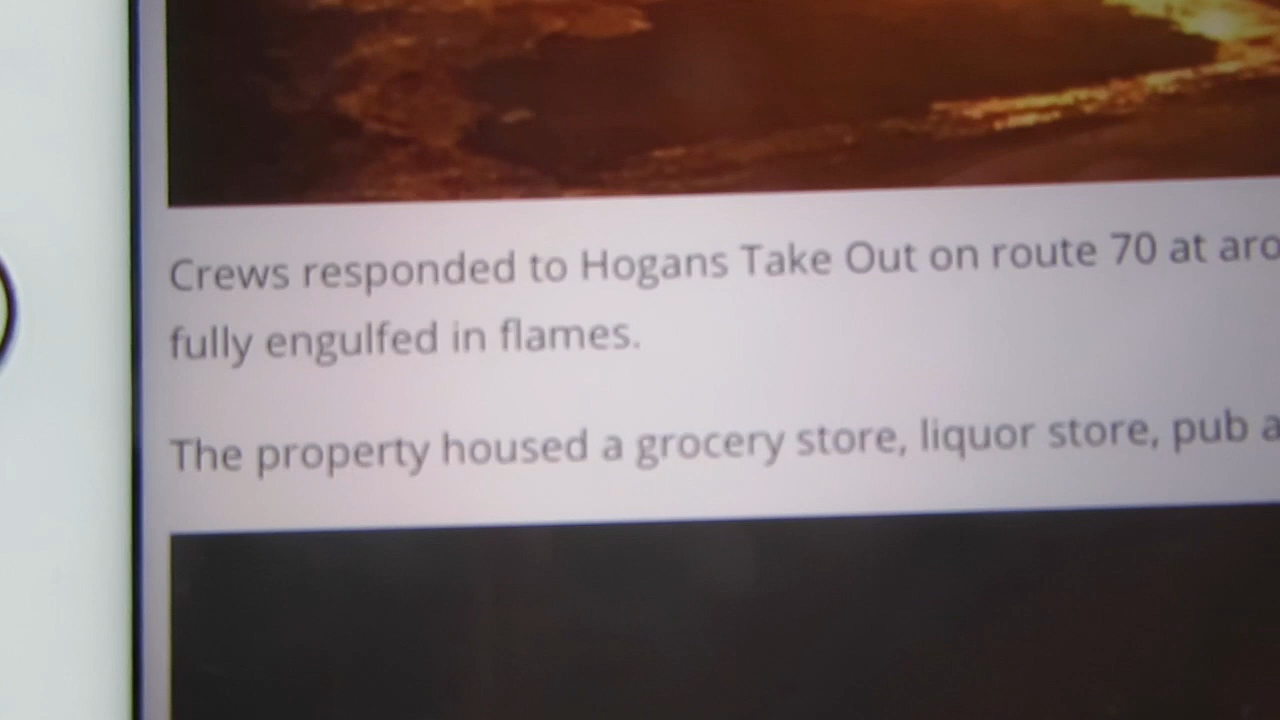 Crews responded to Hogans Take Out on route 70 at aro
fully engulfed in flames.
The property housed a grocery store, liquor store, pub a